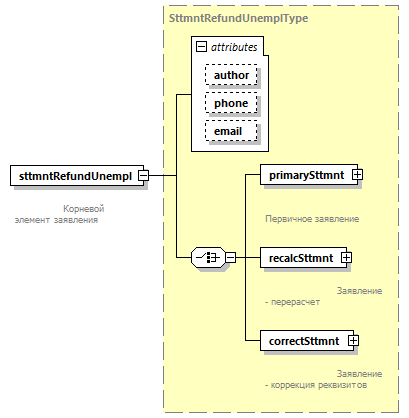 SttmntRefundUnemplType
attributes
author
phone
email
sttmntRefundUnempl
Корневой
элемент заявления
primarySttmnt
Первичное заявление
recalcSttmnt
Заявление
- перерасчет
correctSttmnt
Заявление
- коррекция реквизитов